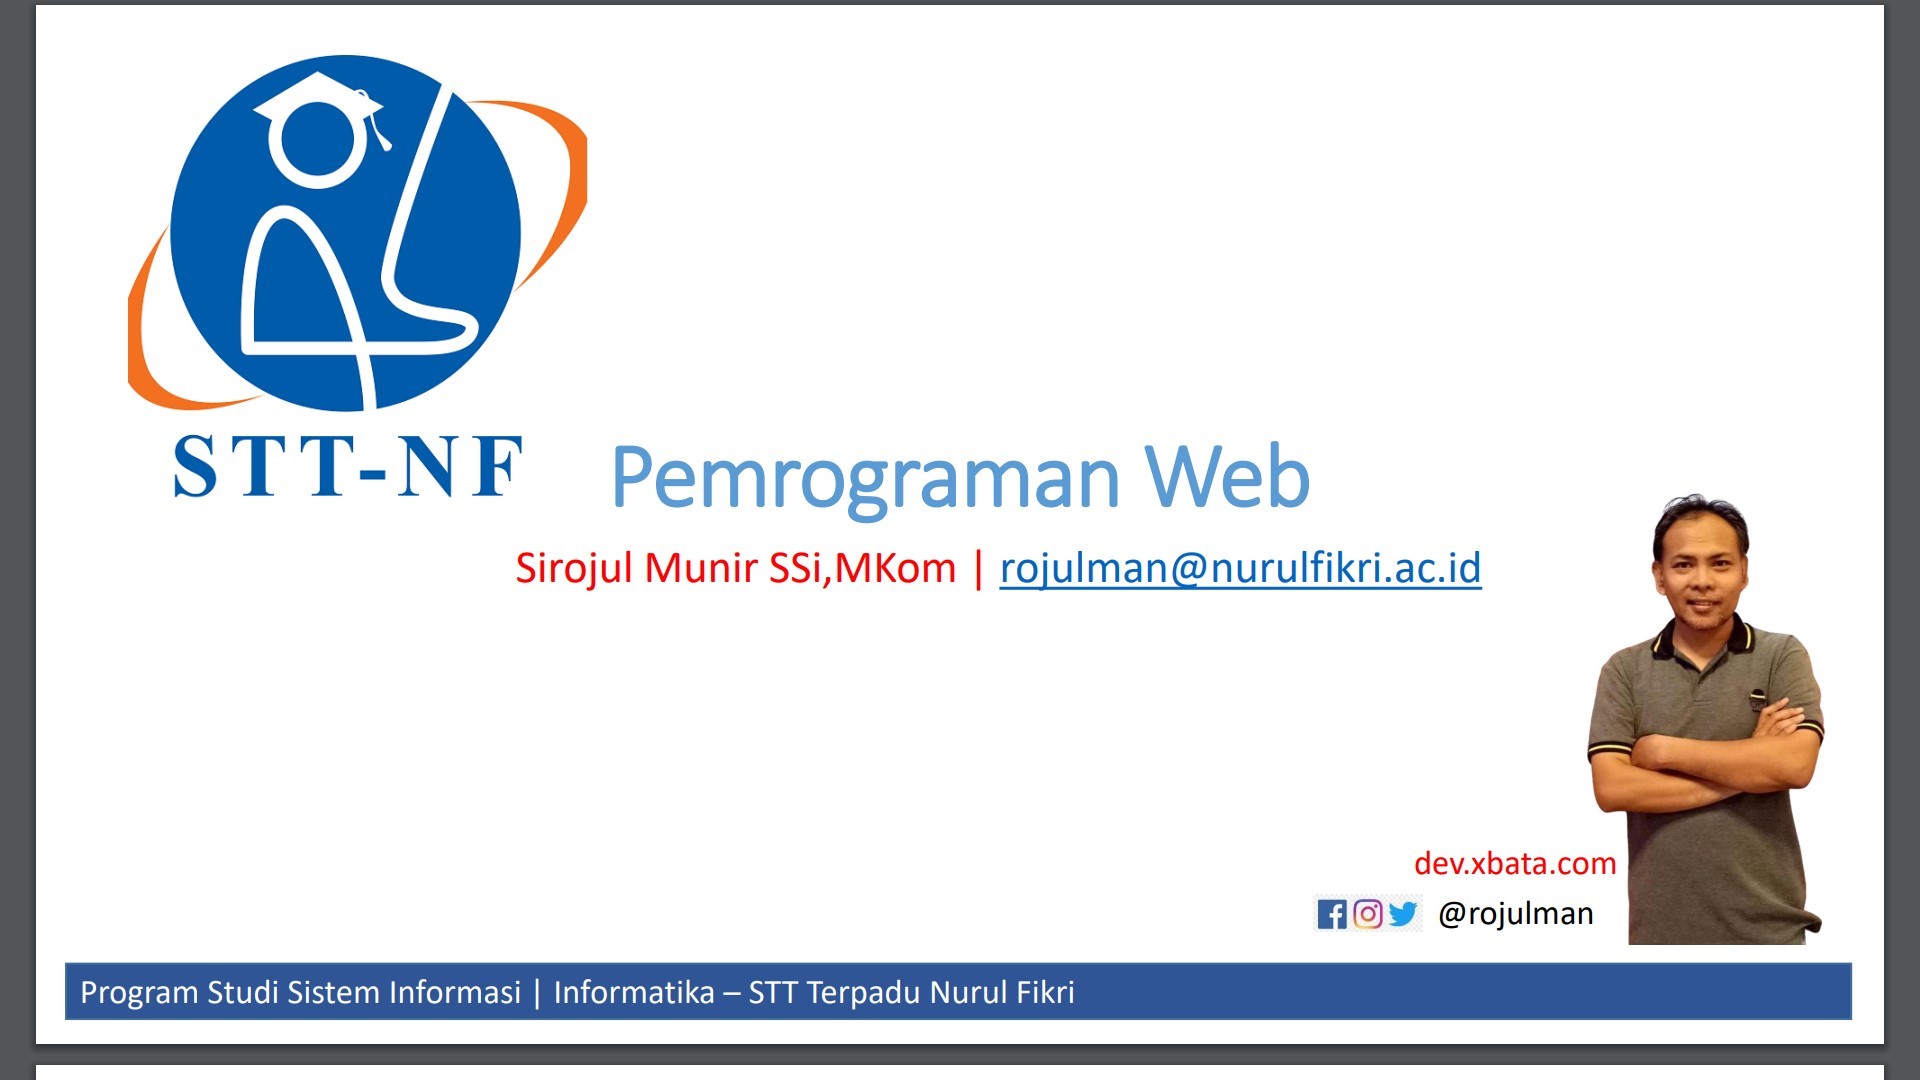 STT-NF
Pemrograman Web
Sirojul Munir SSi,MKom | rojulman@nurulfikri.ac.id
dev.xbata.com
@rojulman
Program Studi Sistem Informasi | Informatika – STT Terpadu Nurul Fikri